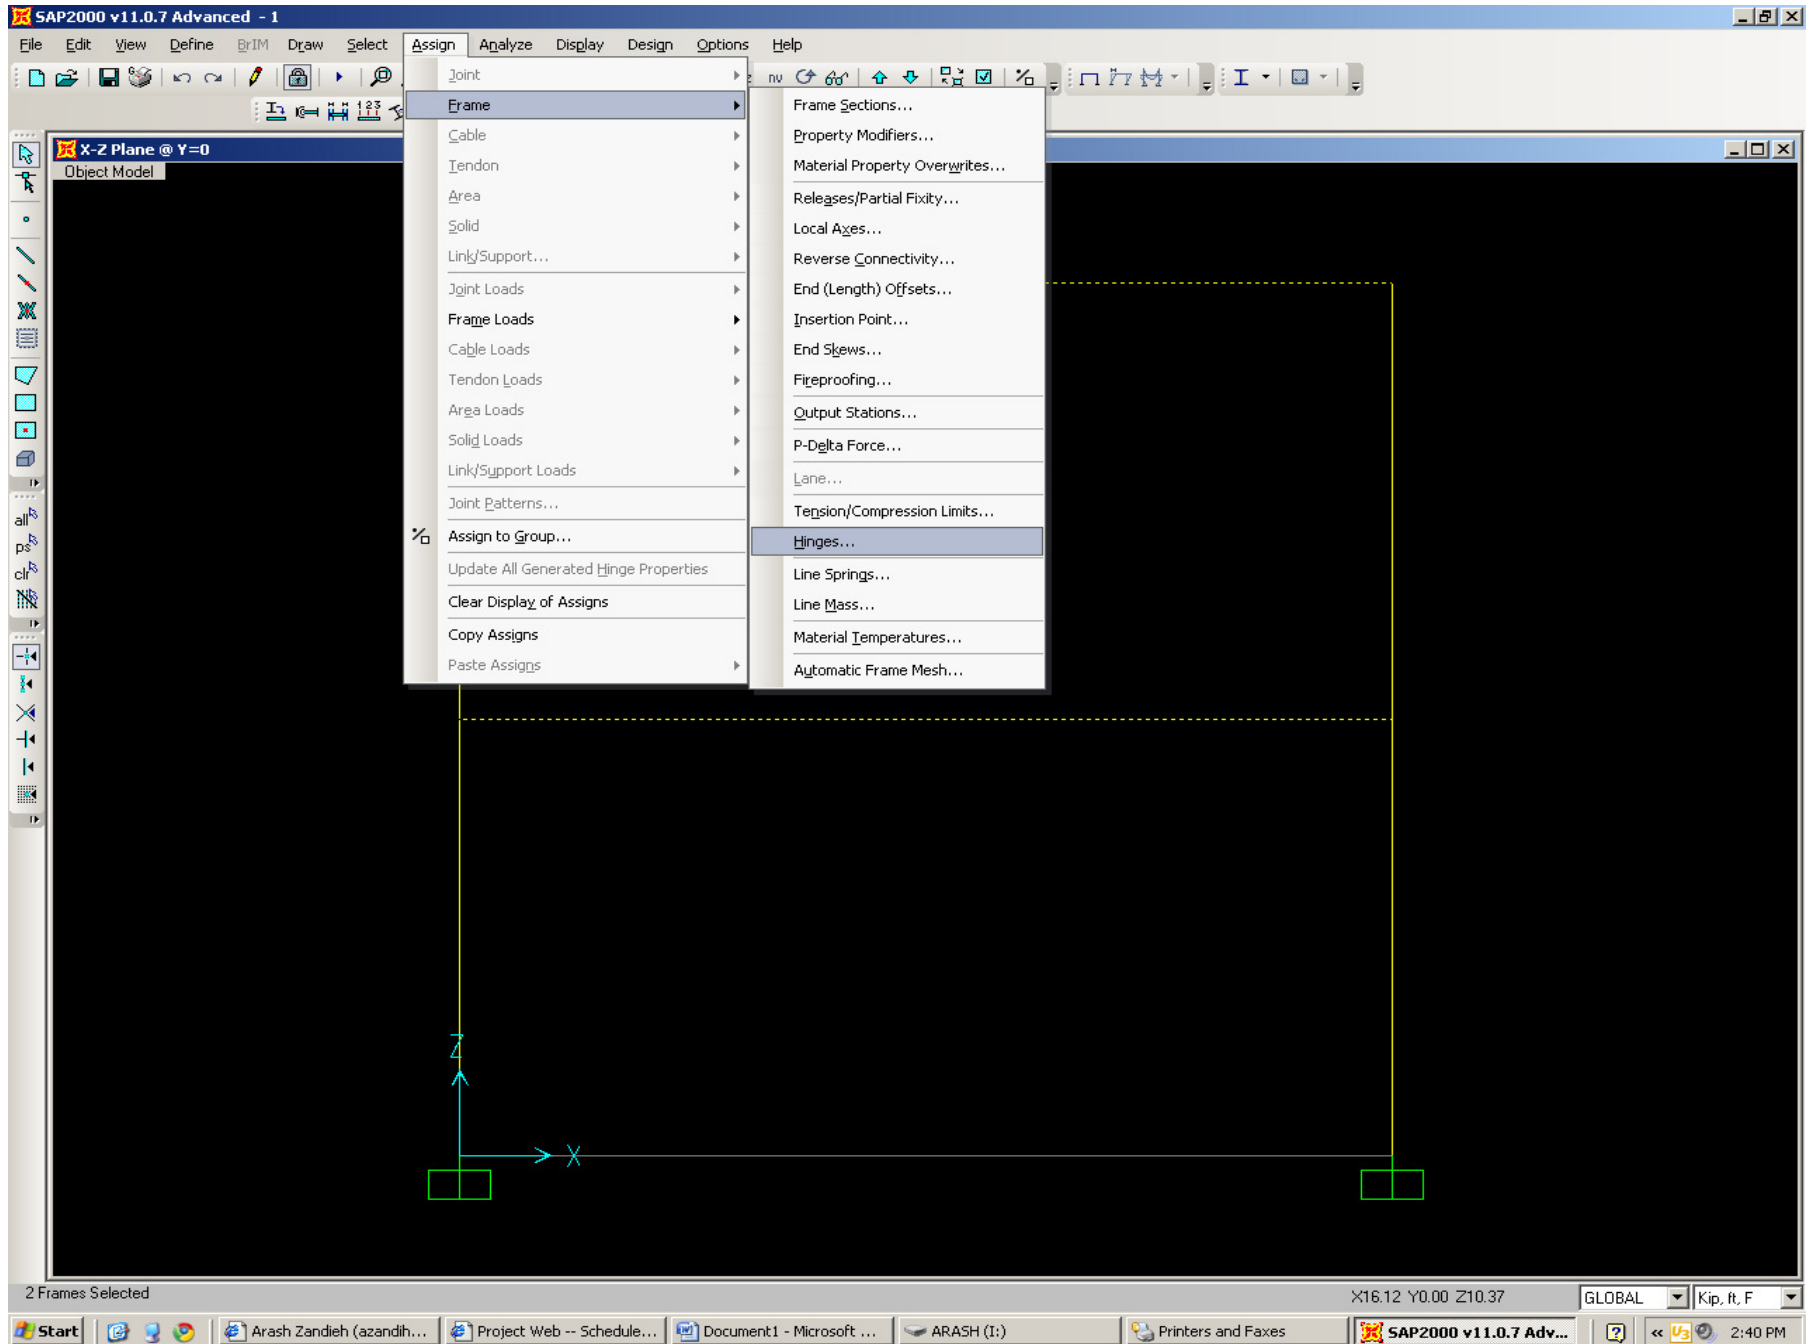 SAP2000 v11.0.7 Advanced - 1
File Edit View Define BrIM Draw Select Assign Analyze Display Design Options Help
nv
X-Z Plane @ Y=0
Object Model
Joint
Frame
Cable
Tendon
Area
Solid
Link/Support...
Joint Loads
Frame Loads
Cable Loads
Tendon Loads
Area Loads
Solid Loads
Link/Support Loads
Joint Patterns...
Assign to Group...
Update All Generated Hinge Properties
Clear Display of Assigns
Copy Assigns
Paste Assigns
Frame Sections...
Property Modifiers...
Material Property Overwrites...
Releases/Partial Fixity...
Local Axes...
Reverse Connectivity...
End (Length) Offsets...
Insertion Point...
End Skews...
Fireproofing...
Output Stations...
P-Delta Force...
Lane...
Tension/Compression Limits...
Hinges...
Line Springs...
Line Mass...
Material Temperatures...
Automatic Frame Mesh...
all
ps
clr
Z
X
2 Frames Selected
X16.12 Y0.00 Z10.37
GLOBAL
Kip, ft, F
Start
Arash Zandieh (azandih...
Project Web -- Schedule...
Document1 - Microsoft ...
ARASH (I:)
Printers and Faxes
SAP2000 v11.0.7 Adv...
2:40 PM